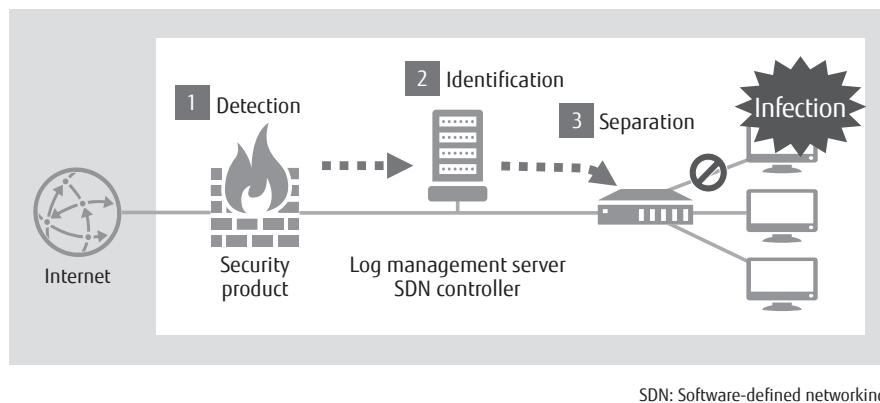 1 Detection
2 Identification
3 Separation
Infection
Internet
Security
product
Log management server
SDN controller
SDN: Software-defined networking